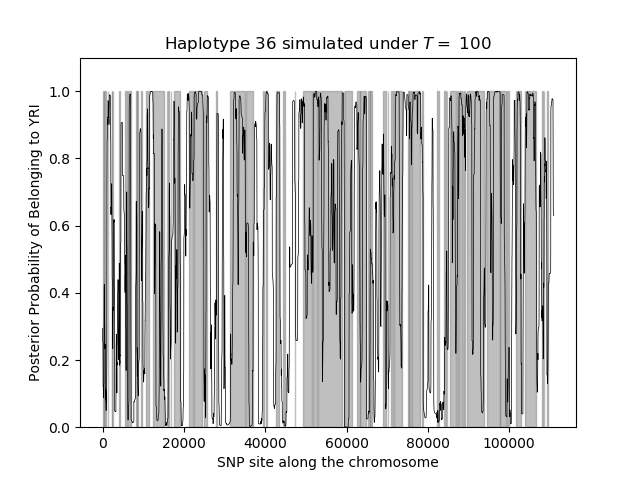 Haplotype 36 simulated under T = 100
Posterior Probability of Belonging to YRI
1.0
0.8
0.6
0.4
0.2
0.0
0 20000 40000 60000 80000 100000
SNP site along the chromosome